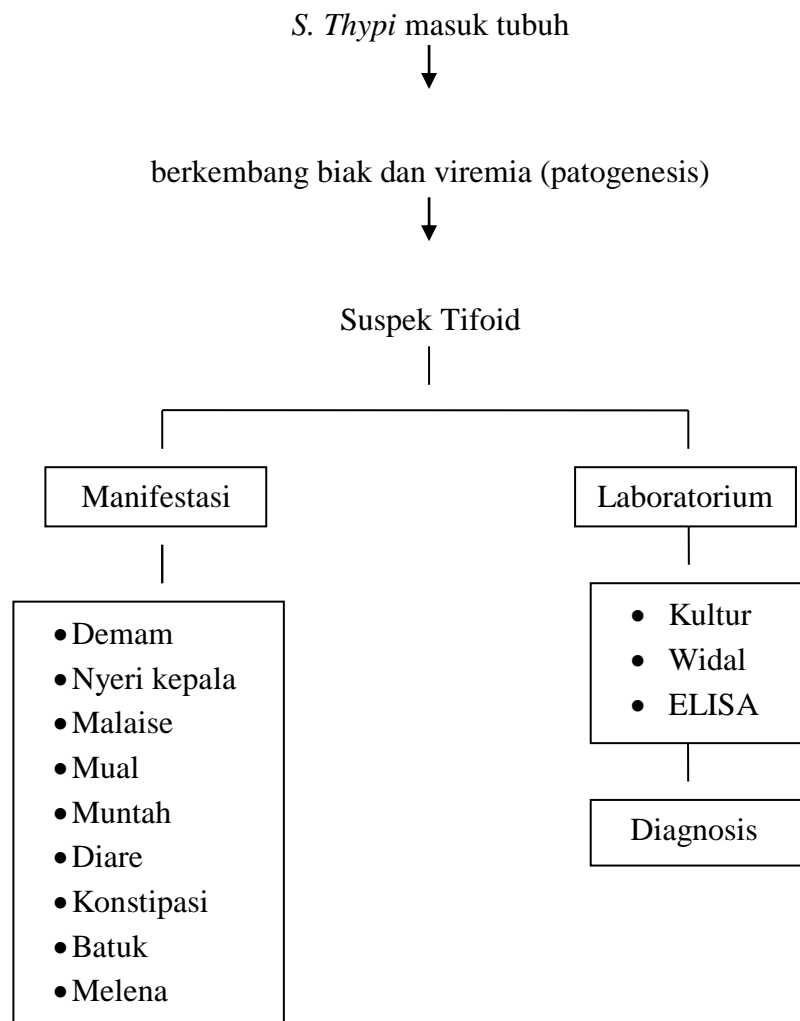 S. Thypi masuk tubuh
berkembang biak dan viremia (patogenesis)
Suspek Tifoid
Manifestasi
Laboratorium
• Demam
• Nyeri kepala
• Malaise
• Mual
• Muntah
• Diare
• Konstipasi
• Batuk
• Melena
• Kultur
• Widal
• ELISA
Diagnosis